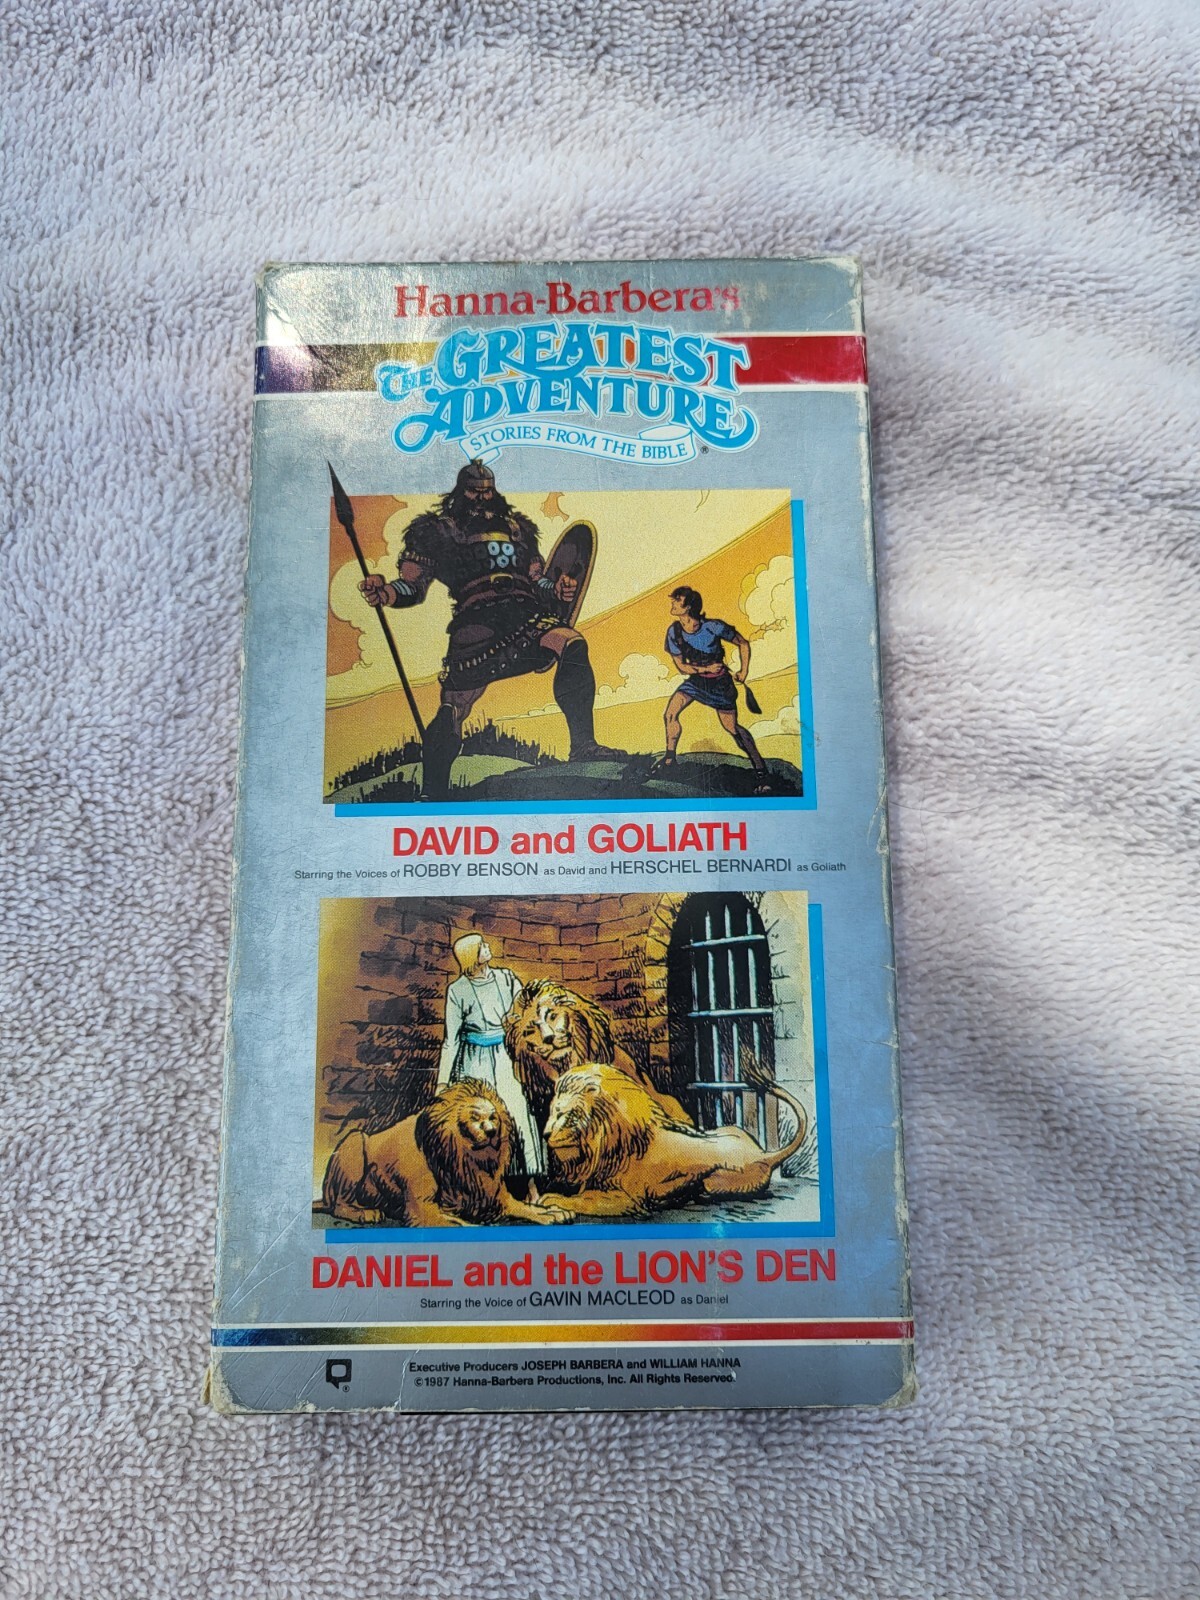 Hanna-Barbera's
THE GREATEST
ADVENTURE
STORIES FROM THE BIBLE ®
DAVID and GOLIATH
Starring the Voices of ROBBY BENSON as David and HERSCHEL BERNARDI as Goliath
DANIEL and the LION'S DEN
Starring the Voice of GAVIN MACLEOD as Daniel
Executive Producers JOSEPH BARBERA and WILLIAM HANNA
©1987 Hanna-Barbera Productions, Inc. All Rights Reserved.
®